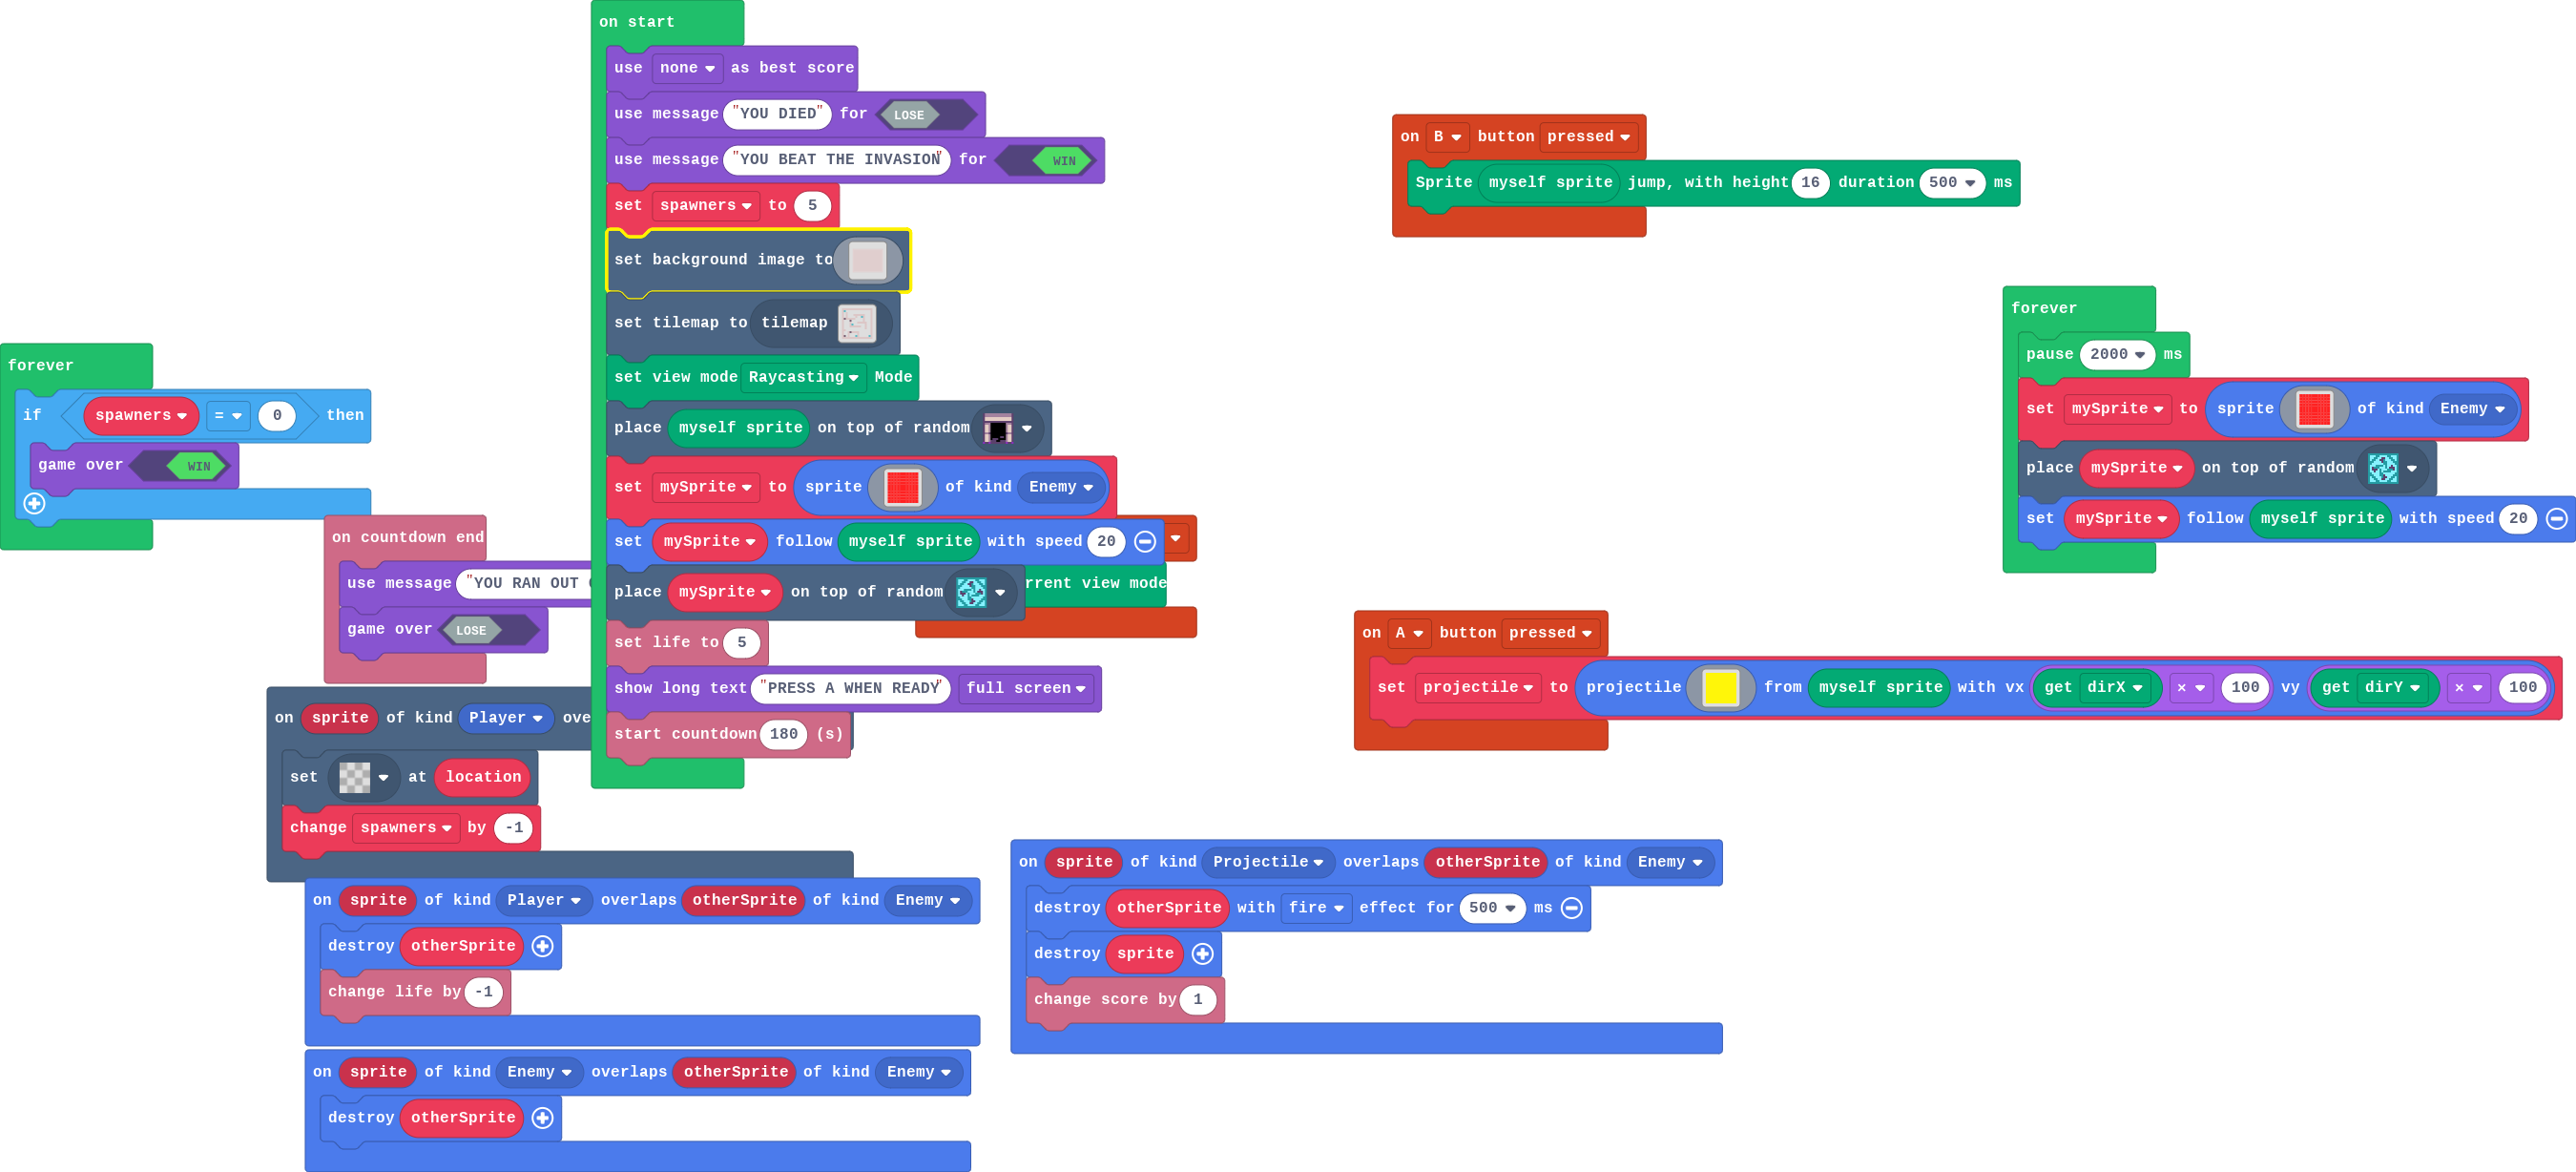 on start
use none as best score
use message "YOU DIED" for LOSE
use message "YOU BEAT THE INVASION" for WIN
set spawners to 5
set background image to
set tilemap to tilemap
set view mode Raycasting Mode
place myself sprite on top of random
set mySprite to sprite of kind Enemy
set mySprite follow myself sprite with speed 20
place mySprite on top of random
set life to 5
show long text "PRESS A WHEN READY" full screen
start countdown 180 (s)
forever
if spawners = 0 then
game over WIN
on countdown end
use message "YOU RAN OUT
game over LOSE
view mode
on sprite of kind Player
set at location
change spawners by -1
on sprite of kind Player overlaps otherSprite of kind Enemy
destroy otherSprite
change life by -1
on sprite of kind Enemy overlaps otherSprite of kind Enemy
destroy otherSprite
on B button pressed
Sprite myself sprite jump, with height 16 duration 500 ms
forever
pause 2000 ms
set mySprite to sprite of kind Enemy
place mySprite on top of random
set mySprite follow myself sprite with speed 20
on A button pressed
set projectile to projectile from myself sprite with vx get dirX × 100 vy get dirY × 100
on sprite of kind Projectile overlaps otherSprite of kind Enemy
destroy otherSprite with fire effect for 500 ms
destroy sprite
change score by 1